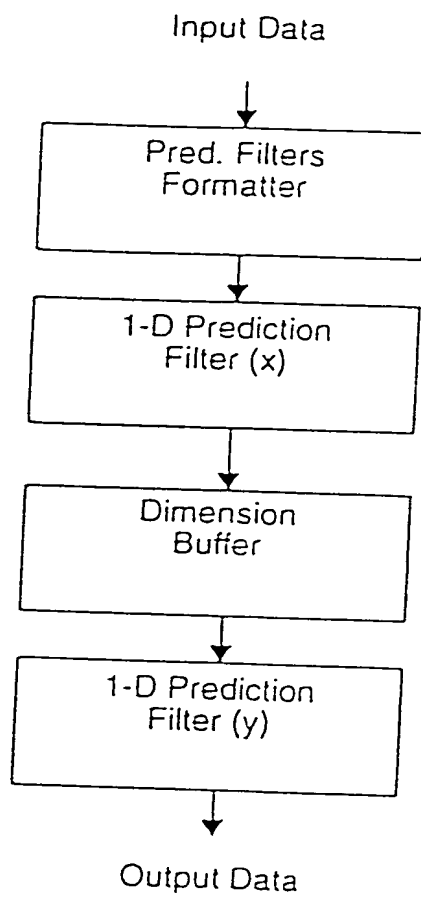 Input Data
Pred. Filters
Formatter
1-D Prediction
Filter (x)
Dimension
Buffer
1-D Prediction
Filter (y)
Output Data